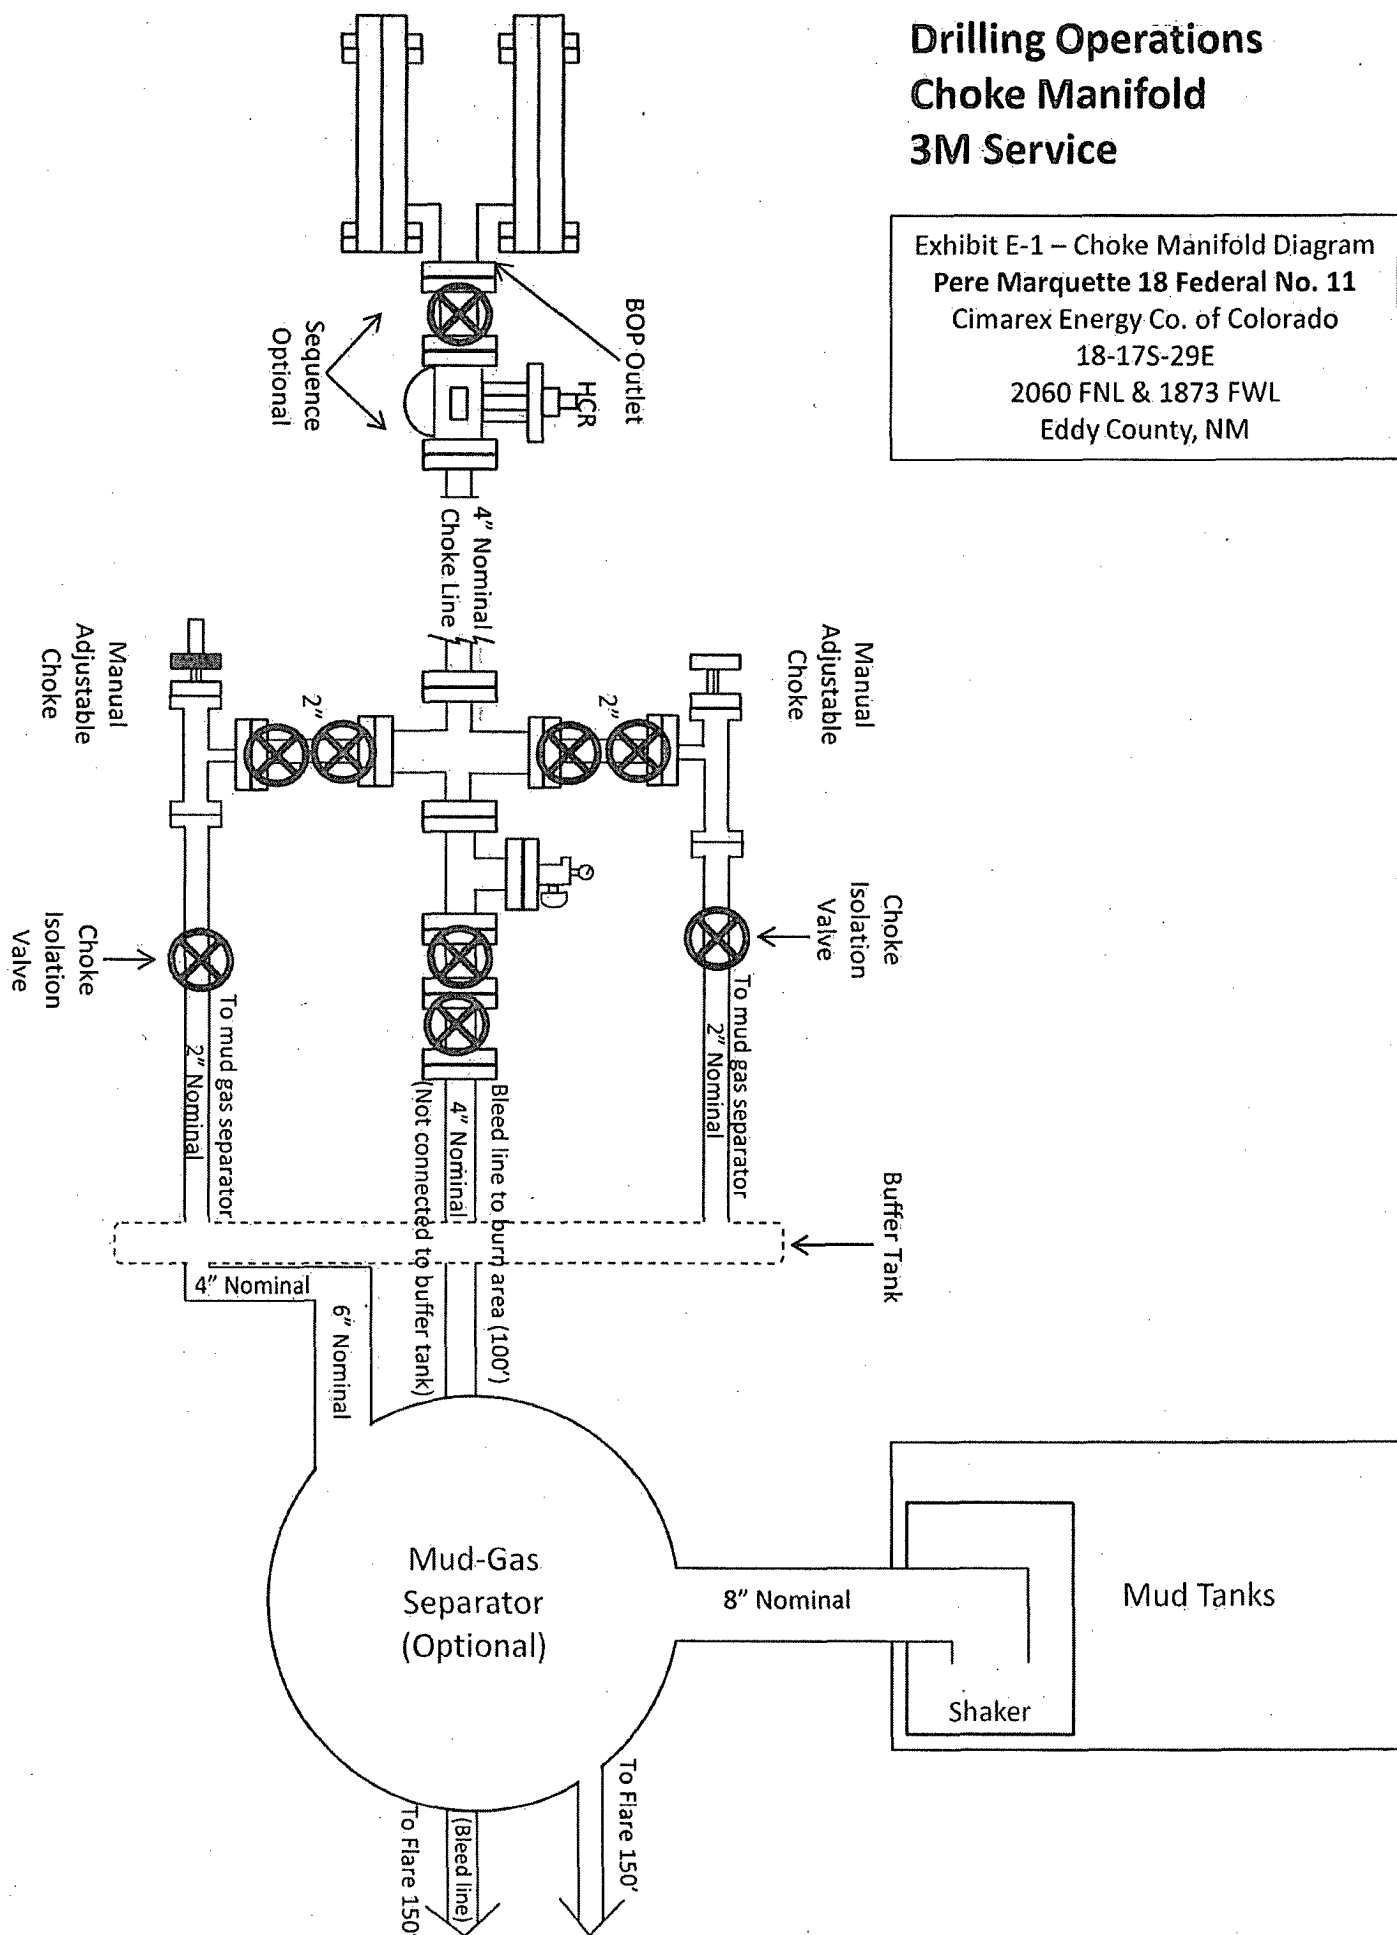 Drilling Operations
Choke Manifold
3M Service
Exhibit E-1 – Choke Manifold Diagram
Pere Marquette 18 Federal No. 11
Cimarex Energy Co. of Colorado
18-17S-29E
2060 FNL & 1873 FWL
Eddy County, NM
BOP Outlet
HCR
Sequence
Optional
4” Nominal
Choke Line
Manual
Adjustable
Choke
2”
2”
Manual
Adjustable
Choke
Choke
Isolation
Valve
Choke
Isolation
Valve
To mud gas separator
2” Nominal
To mud gas separator
2” Nominal
Bleed line to burn area (100’)
4” Nominal
(Not connected to buffer tank)
Buffer Tank
4” Nominal
6” Nominal
Mud-Gas
Separator
(Optional)
8” Nominal
Mud Tanks
Shaker
To Flare 150’
(Bleed line)
To Flare 150’